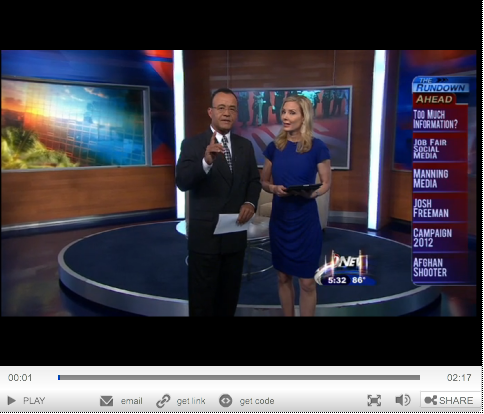 THE
RUNDOWN
AHEAD
TOO MUCH
INFORMATION?
JOB FAIR
SOCIAL
MEDIA
MANNING
MEDIA
JOSH
FREEMAN
CAMPAIGN
2012
AFGHAN
SHOOTER
NEWS
5:32 86°
00:01 02:17
PLAY email get link get code SHARE